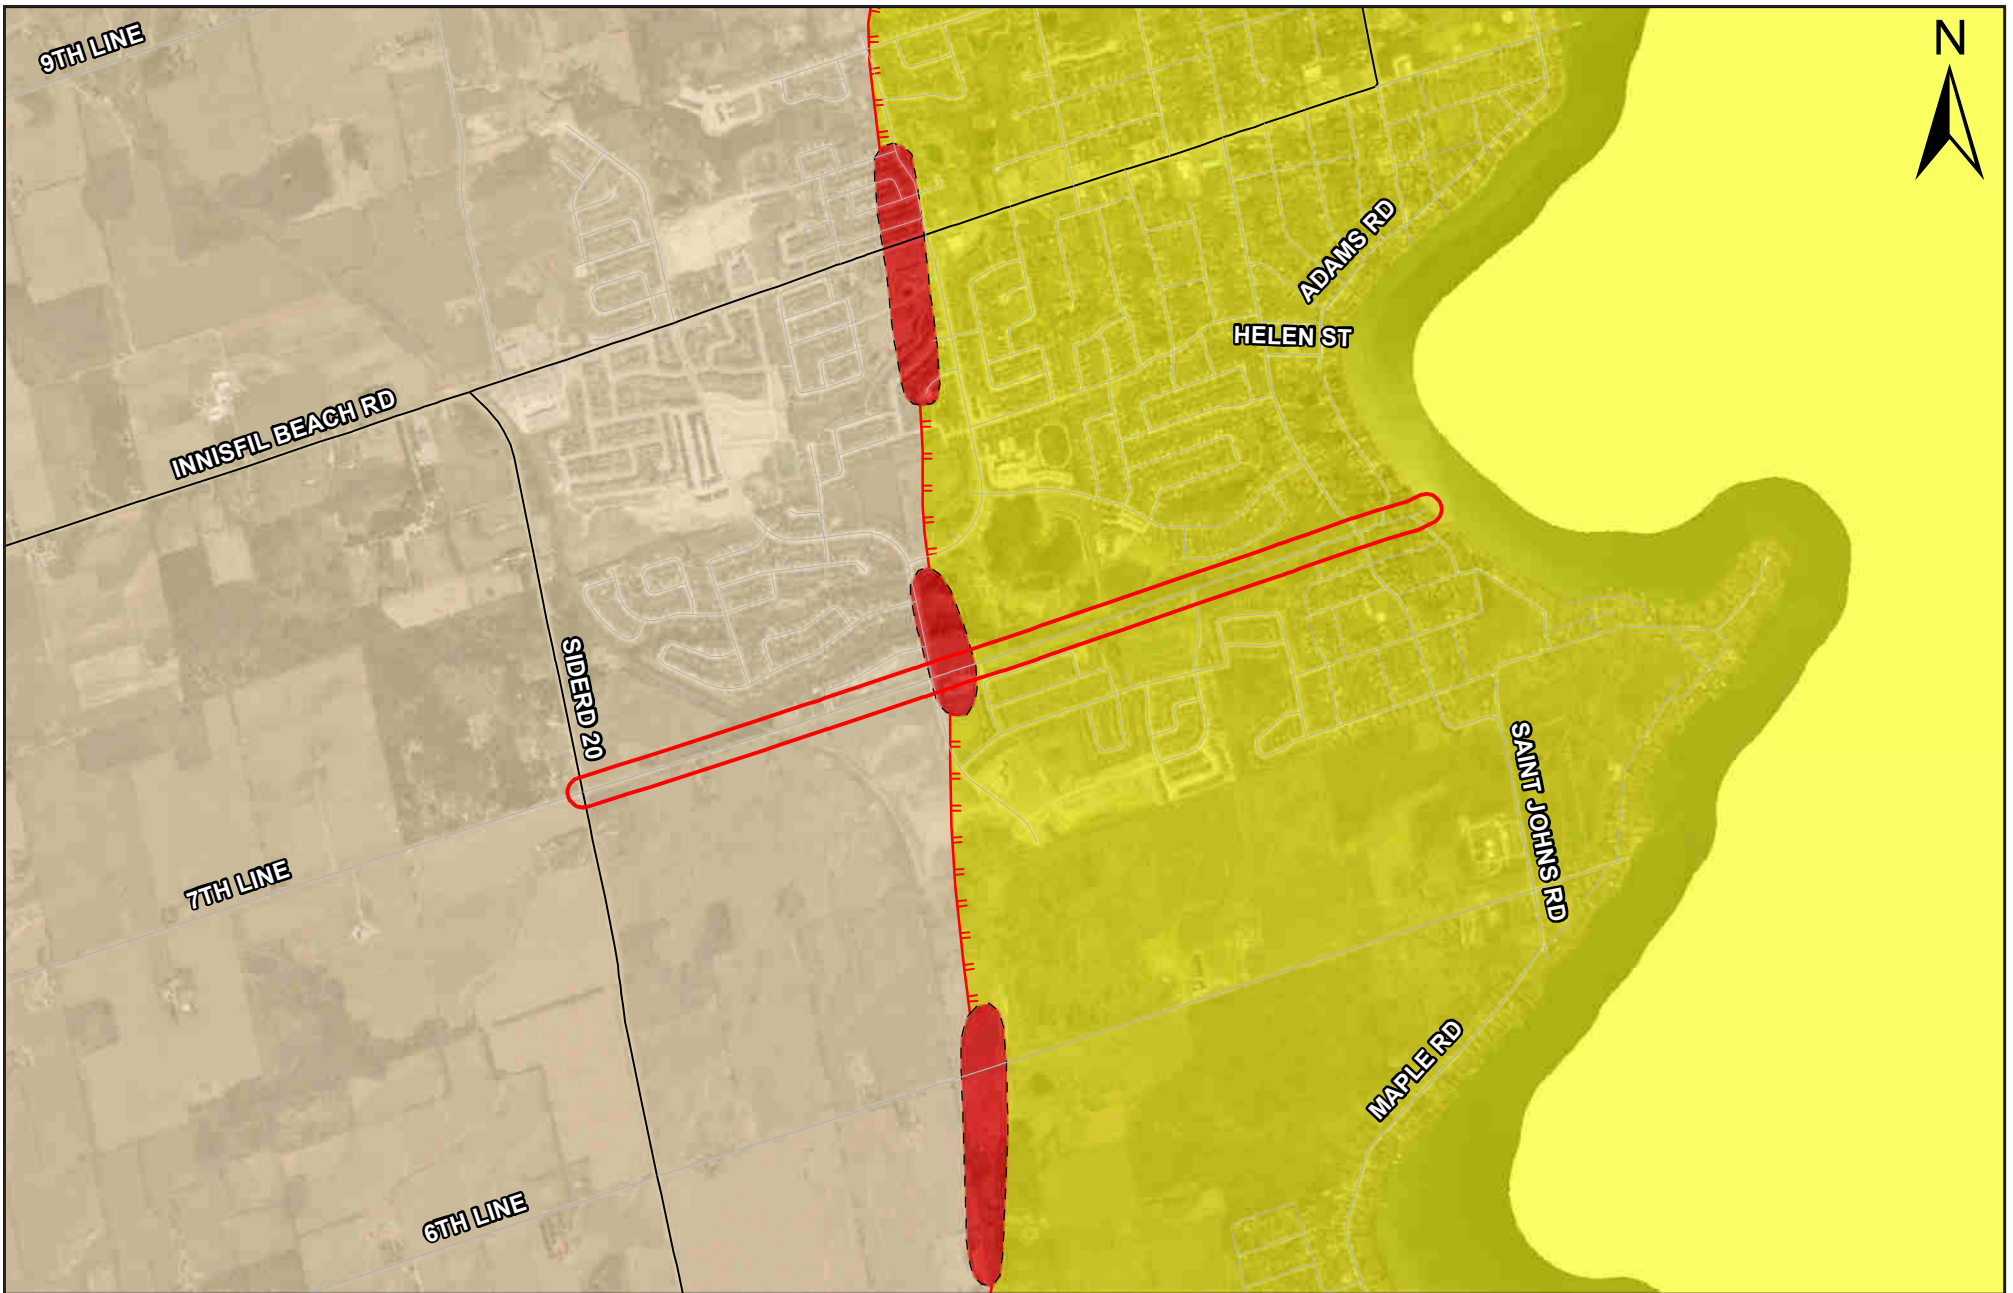 9TH LINE
N
ADAMS RD
HELEN ST
INNISFIL BEACH RD
SIDERD 20
SAINT JOHNS RD
7TH LINE
MAPLE RD
6TH LINE